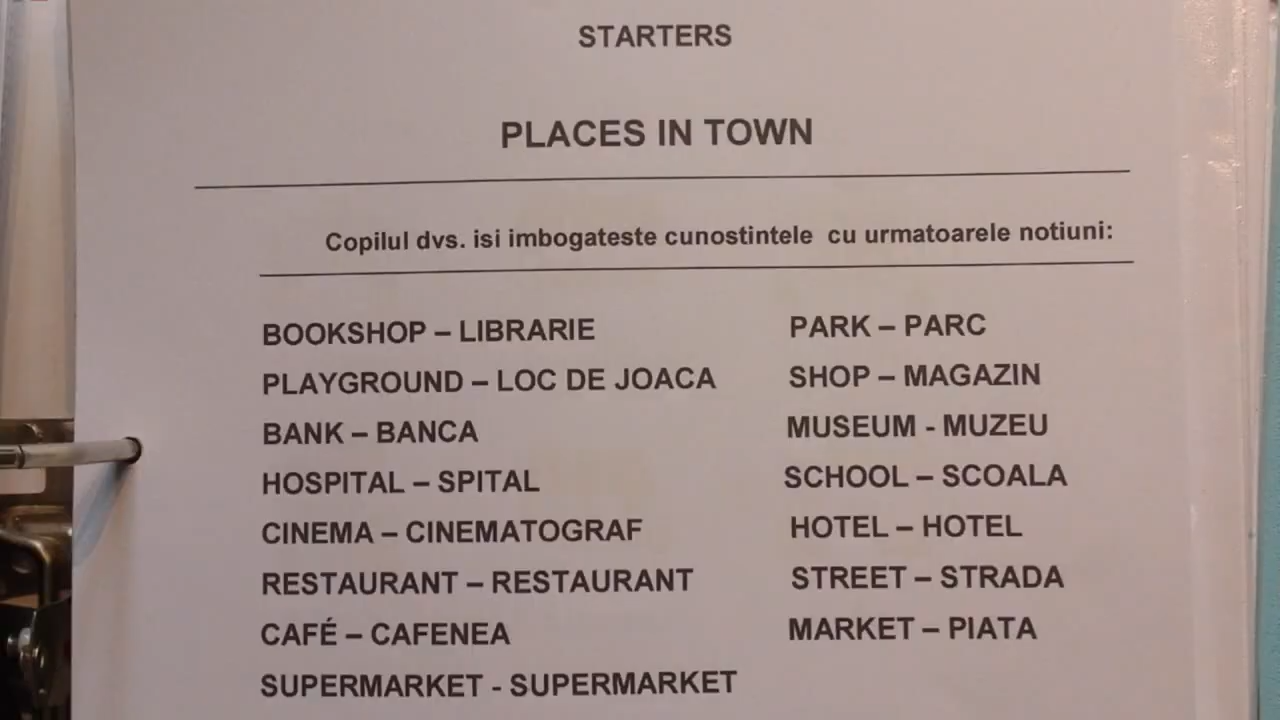 STARTERS
PLACES IN TOWN
Copilul dvs. isi imbogateste cunostintele cu urmatoarele notiuni:
BOOKSHOP – LIBRARIE
PLAYGROUND – LOC DE JOACA
BANK – BANCA
HOSPITAL – SPITAL
CINEMA – CINEMATOGRAF
RESTAURANT – RESTAURANT
CAFÉ – CAFENEA
SUPERMARKET - SUPERMARKET
PARK – PARC
SHOP – MAGAZIN
MUSEUM - MUZEU
SCHOOL – SCOALA
HOTEL – HOTEL
STREET – STRADA
MARKET – PIATA